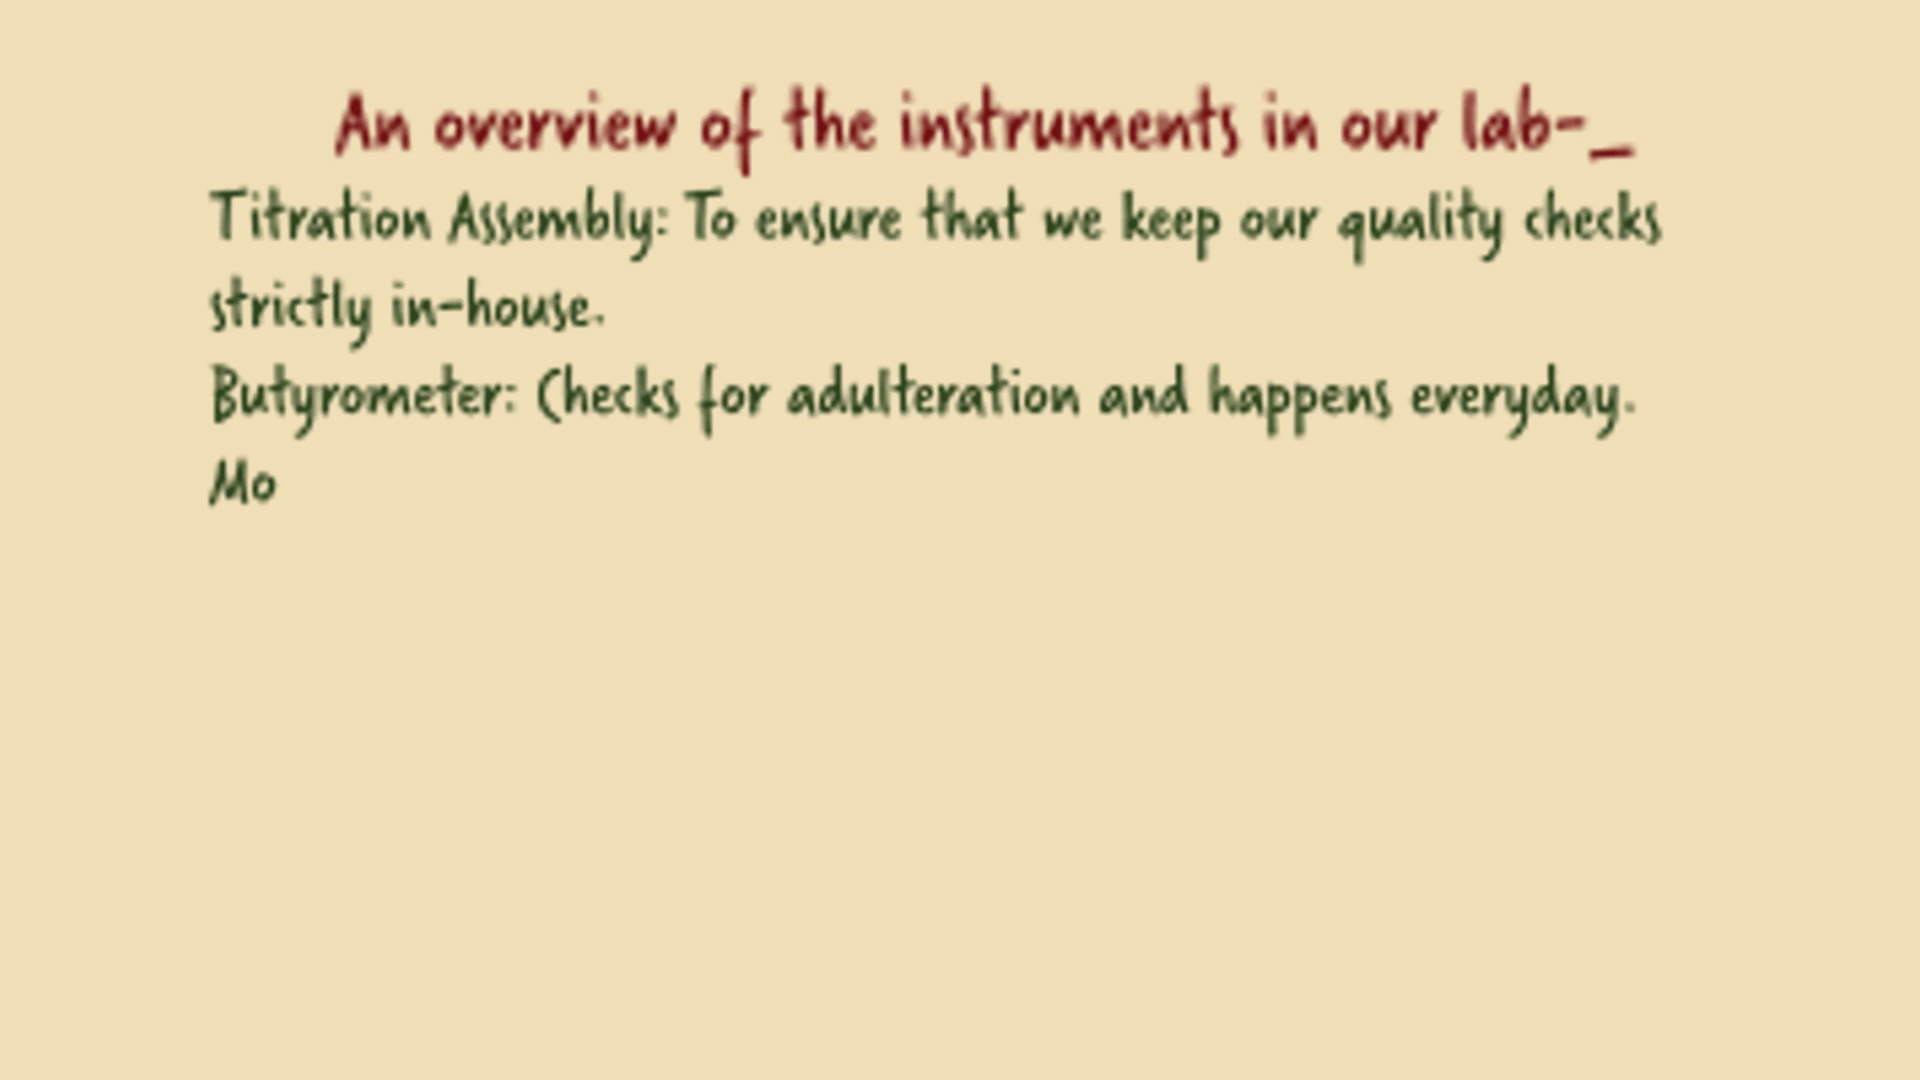 An overview of the instruments in our lab-_
Titration Assembly: To ensure that we keep our quality checks
strictly in-house.
Butyrometer: Checks for adulteration and happens everyday.
Mo